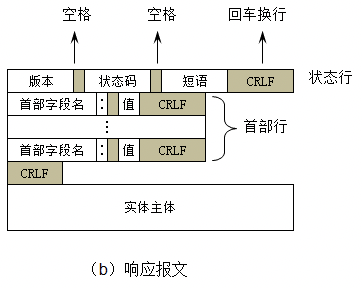 空格 空格 回车换行
版本 状态码 短语 CRLF 状态行
首部字段名 : 值 CRLF
⋮ 首部行
首部字段名 : 值 CRLF
CRLF
实体主体
（b）响应报文